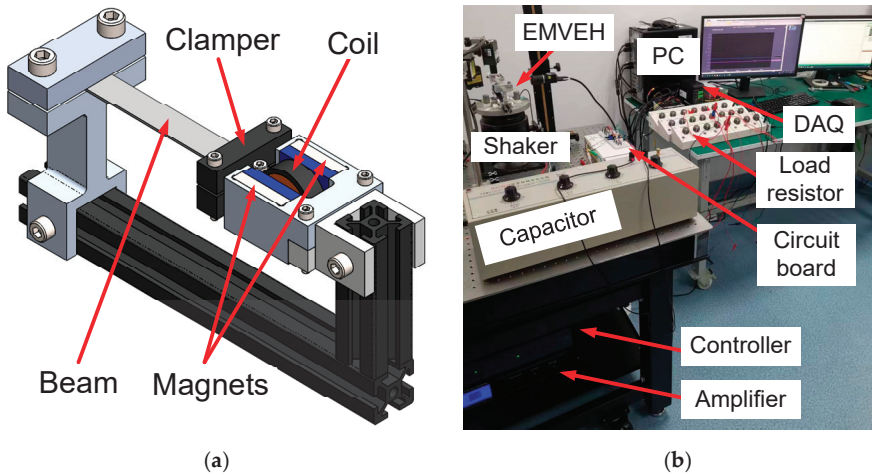 Clamper
Coil
Beam
Magnets
(a)
EMVEH
PC
DAQ
Shaker
Load
resistor
Capacitor
Circuit
board
Controller
Amplifier
(b)